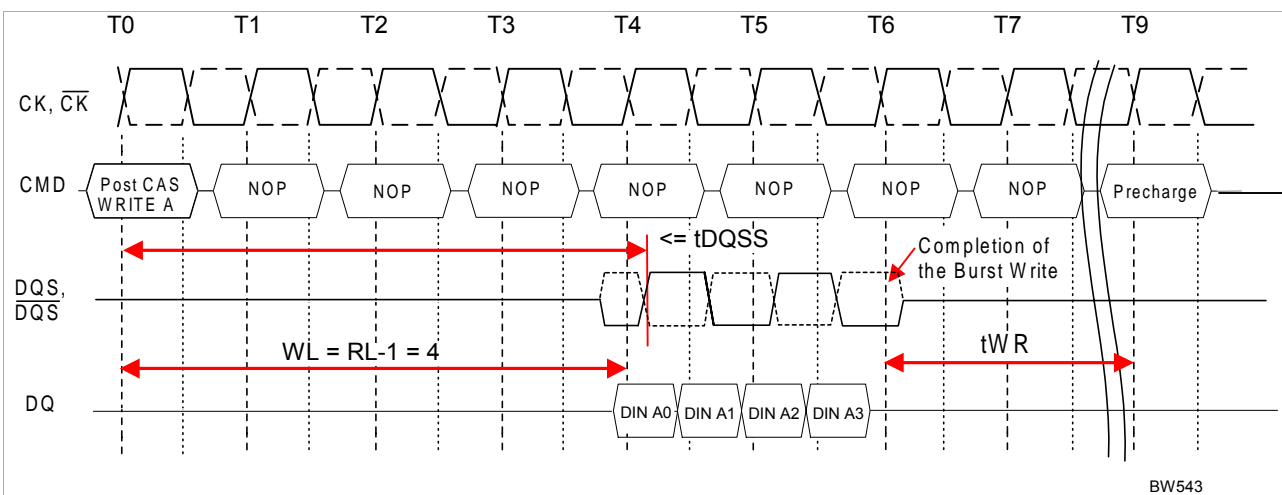 T0 T1 T2 T3 T4 T5 T6 T7 T9
CK, C̅K̅
CMD
Post CAS
WRITE A
NOP NOP NOP NOP NOP NOP NOP Precharge
<= tDQSS
Completion of
the Burst Write
DQS,
D̅Q̅S̅
WL = RL-1 = 4
tWR
DQ
DIN A0 DIN A1 DIN A2 DIN A3
BW543